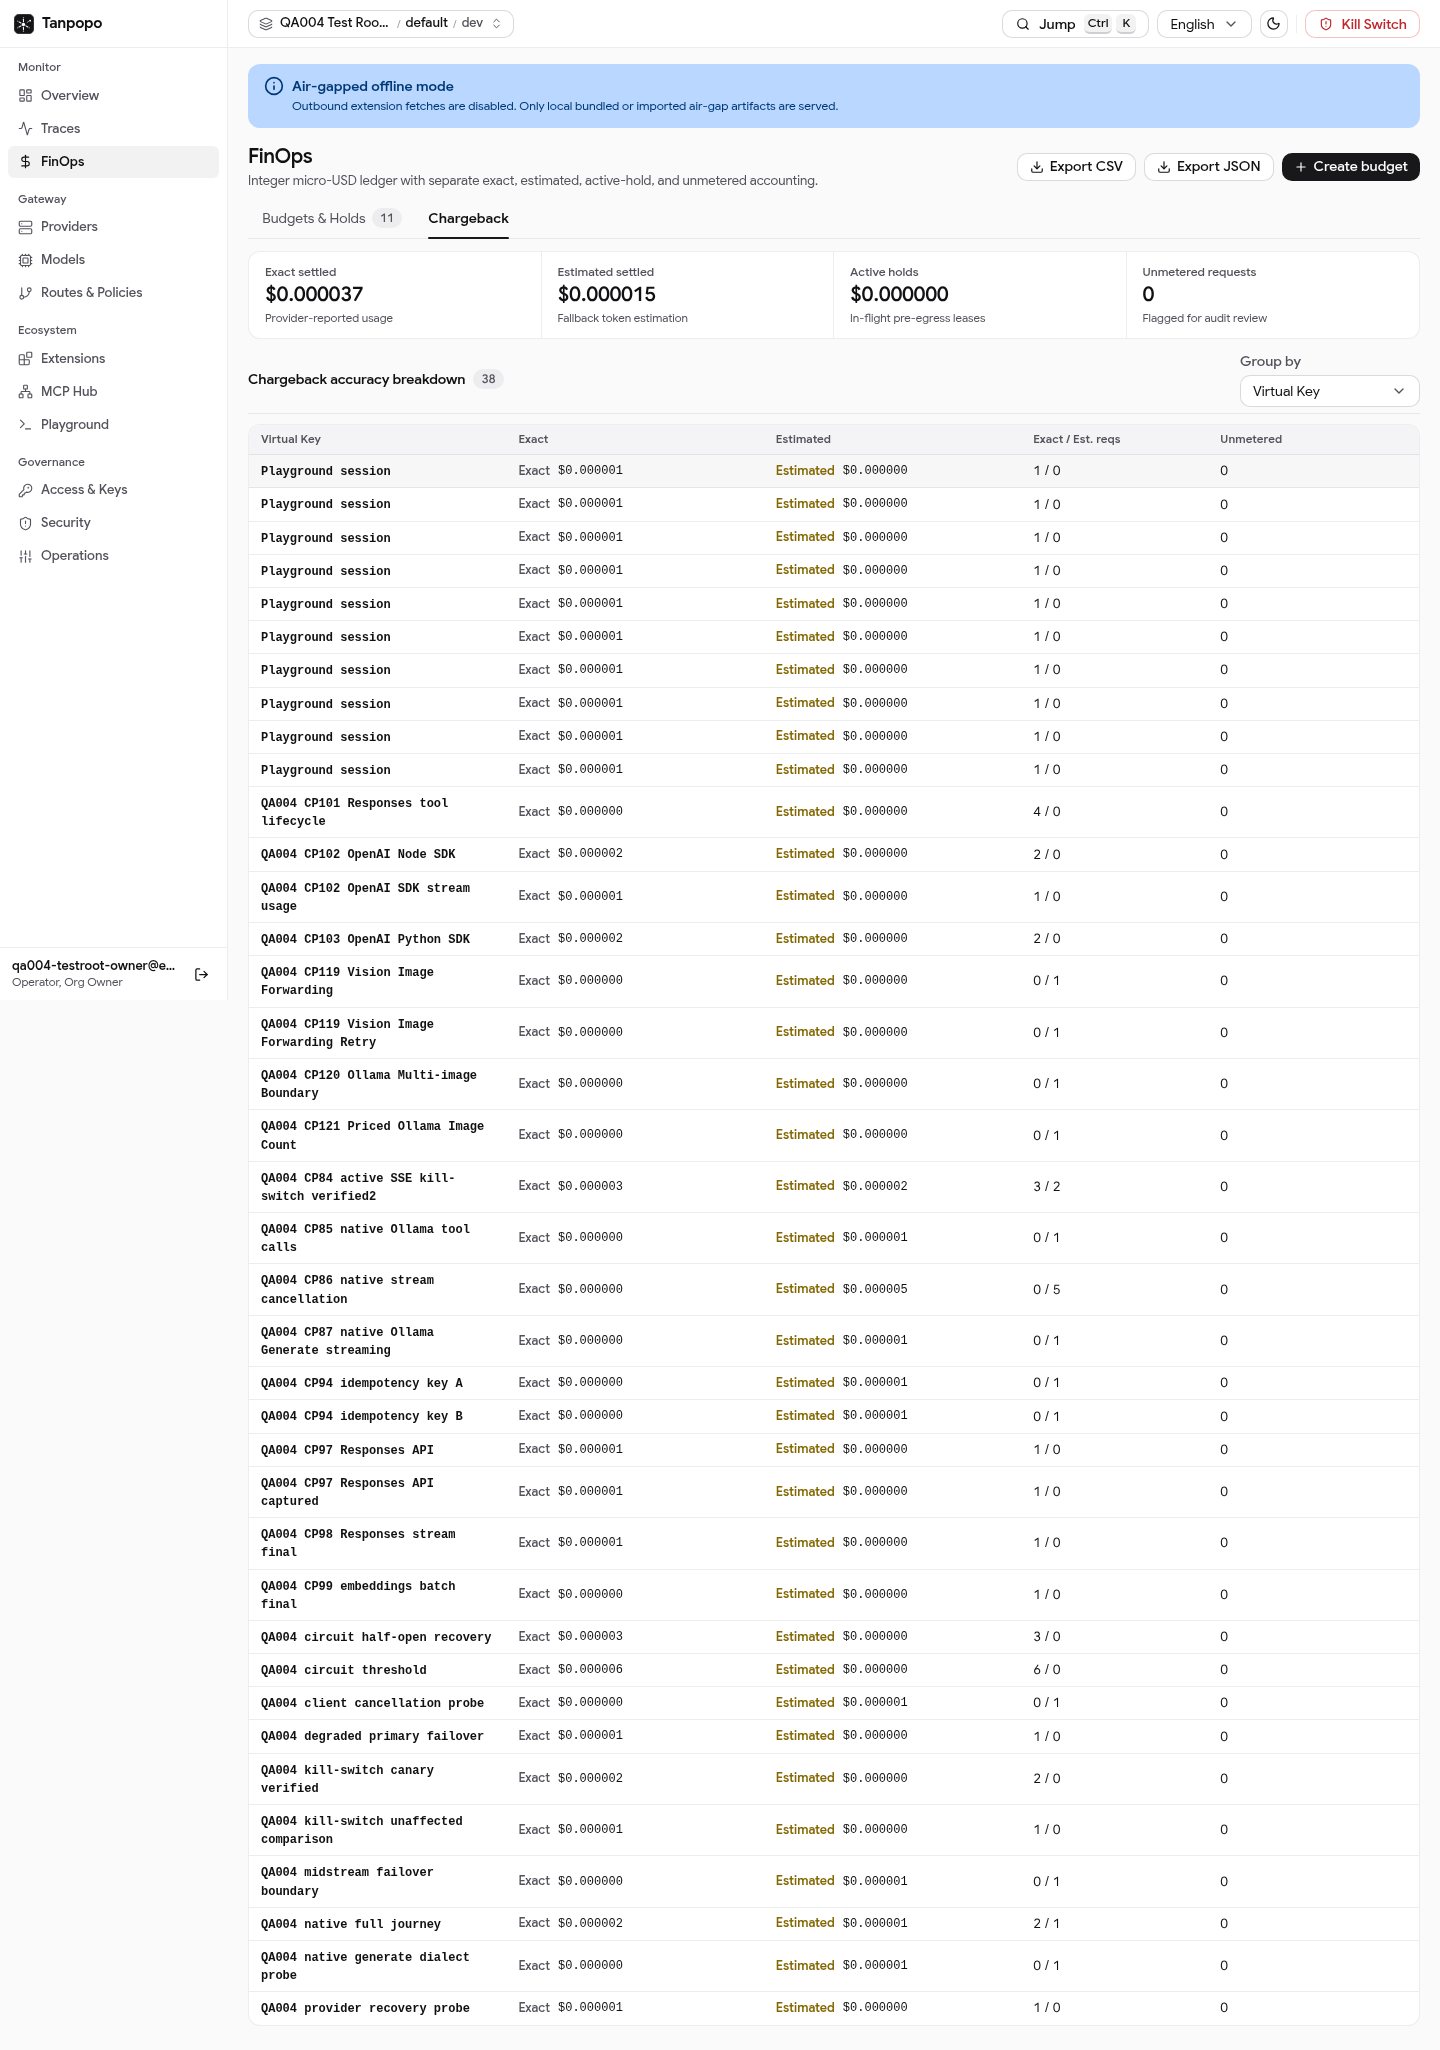 Tanpopo
QA004 Test Roo... / default / dev
Jump Ctrl K
English
Kill Switch
Monitor
Overview
Traces
FinOps
Gateway
Providers
Models
Routes & Policies
Ecosystem
Extensions
MCP Hub
Playground
Governance
Access & Keys
Security
Operations
qa004-testroot-owner@e...
Operator, Org Owner
Air-gapped offline mode
Outbound extension fetches are disabled. Only local bundled or imported air-gap artifacts are served.
FinOps
Integer micro-USD ledger with separate exact, estimated, active-hold, and unmetered accounting.
Export CSV
Export JSON
Create budget
Budgets & Holds 11
Chargeback
Exact settled
$0.000037
Provider-reported usage
Estimated settled
$0.000015
Fallback token estimation
Active holds
$0.000000
In-flight pre-egress leases
Unmetered requests
0
Flagged for audit review
Chargeback accuracy breakdown 38
Group by
Virtual Key
Virtual Key Exact Estimated Exact / Est. reqs Unmetered
Playground session Exact $0.000001 Estimated $0.000000 1 / 0 0
Playground session Exact $0.000001 Estimated $0.000000 1 / 0 0
Playground session Exact $0.000001 Estimated $0.000000 1 / 0 0
Playground session Exact $0.000001 Estimated $0.000000 1 / 0 0
Playground session Exact $0.000001 Estimated $0.000000 1 / 0 0
Playground session Exact $0.000001 Estimated $0.000000 1 / 0 0
Playground session Exact $0.000001 Estimated $0.000000 1 / 0 0
Playground session Exact $0.000001 Estimated $0.000000 1 / 0 0
Playground session Exact $0.000001 Estimated $0.000000 1 / 0 0
Playground session Exact $0.000001 Estimated $0.000000 1 / 0 0
QA004 CP101 Responses tool
lifecycle Exact $0.000000 Estimated $0.000000 4 / 0 0
QA004 CP102 OpenAI Node SDK Exact $0.000002 Estimated $0.000000 2 / 0 0
QA004 CP102 OpenAI SDK stream
usage Exact $0.000001 Estimated $0.000000 1 / 0 0
QA004 CP103 OpenAI Python SDK Exact $0.000002 Estimated $0.000000 2 / 0 0
QA004 CP119 Vision Image
Forwarding Exact $0.000000 Estimated $0.000000 0 / 1 0
QA004 CP119 Vision Image
Forwarding Retry Exact $0.000000 Estimated $0.000000 0 / 1 0
QA004 CP120 Ollama Multi-image
Boundary Exact $0.000000 Estimated $0.000000 0 / 1 0
QA004 CP121 Priced Ollama Image
Count Exact $0.000000 Estimated $0.000000 0 / 1 0
QA004 CP84 active SSE kill-
switch verified2 Exact $0.000003 Estimated $0.000002 3 / 2 0
QA004 CP85 native Ollama tool
calls Exact $0.000000 Estimated $0.000001 0 / 1 0
QA004 CP86 native stream
cancellation Exact $0.000000 Estimated $0.000005 0 / 5 0
QA004 CP87 native Ollama
Generate streaming Exact $0.000000 Estimated $0.000001 0 / 1 0
QA004 CP94 idempotency key A Exact $0.000000 Estimated $0.000001 0 / 1 0
QA004 CP94 idempotency key B Exact $0.000000 Estimated $0.000001 0 / 1 0
QA004 CP97 Responses API Exact $0.000001 Estimated $0.000000 1 / 0 0
QA004 CP97 Responses API
captured Exact $0.000001 Estimated $0.000000 1 / 0 0
QA004 CP98 Responses stream
final Exact $0.000001 Estimated $0.000000 1 / 0 0
QA004 CP99 embeddings batch
final Exact $0.000000 Estimated $0.000000 1 / 0 0
QA004 circuit half-open recovery Exact $0.000003 Estimated $0.000000 3 / 0 0
QA004 circuit threshold Exact $0.000006 Estimated $0.000000 6 / 0 0
QA004 client cancellation probe Exact $0.000000 Estimated $0.000001 0 / 1 0
QA004 degraded primary failover Exact $0.000001 Estimated $0.000000 1 / 0 0
QA004 kill-switch canary
verified Exact $0.000002 Estimated $0.000000 2 / 0 0
QA004 kill-switch unaffected
comparison Exact $0.000001 Estimated $0.000000 1 / 0 0
QA004 midstream failover
boundary Exact $0.000000 Estimated $0.000001 0 / 1 0
QA004 native full journey Exact $0.000002 Estimated $0.000001 2 / 1 0
QA004 native generate dialect
probe Exact $0.000000 Estimated $0.000001 0 / 1 0
QA004 provider recovery probe Exact $0.000001 Estimated $0.000000 1 / 0 0